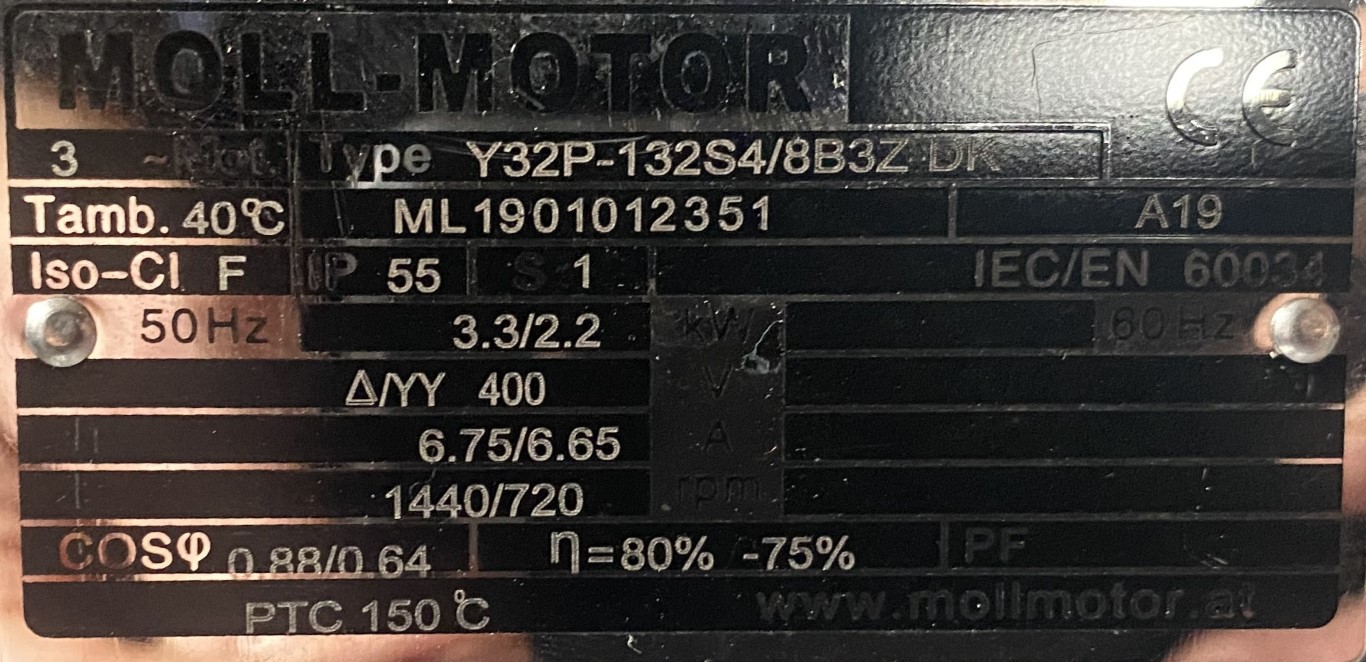 MOLL-MOTOR CE
3 ~Mot. Type Y32P-132S4/8B3Z DK
Tamb. 40℃ ML1901012351 A19
Iso-Cl F IP 55 S 1 IEC/EN 60034
50Hz 3.3/2.2 kW 60Hz
Δ/YY 400 V
6.75/6.65 A
1440/720 rpm
COSφ 0.88/0.64 η=80% -75% PF
PTC 150℃ www.mollmotor.at